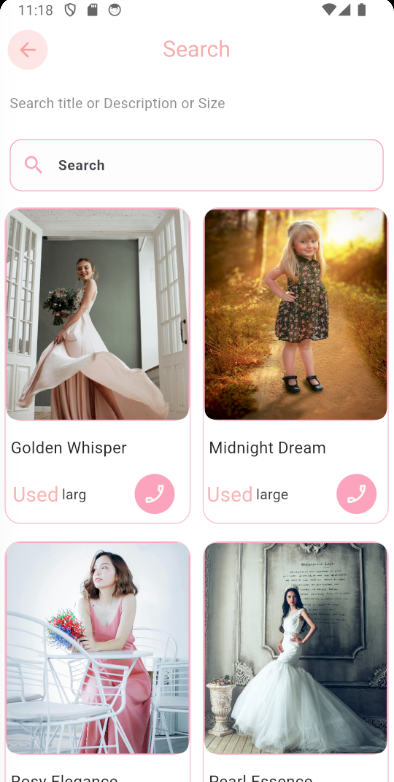 11:18
Search
Search title or Description or Size
Search
Golden Whisper
Midnight Dream
Used larg
Used large
Rosy Elegance
Pearl Essence